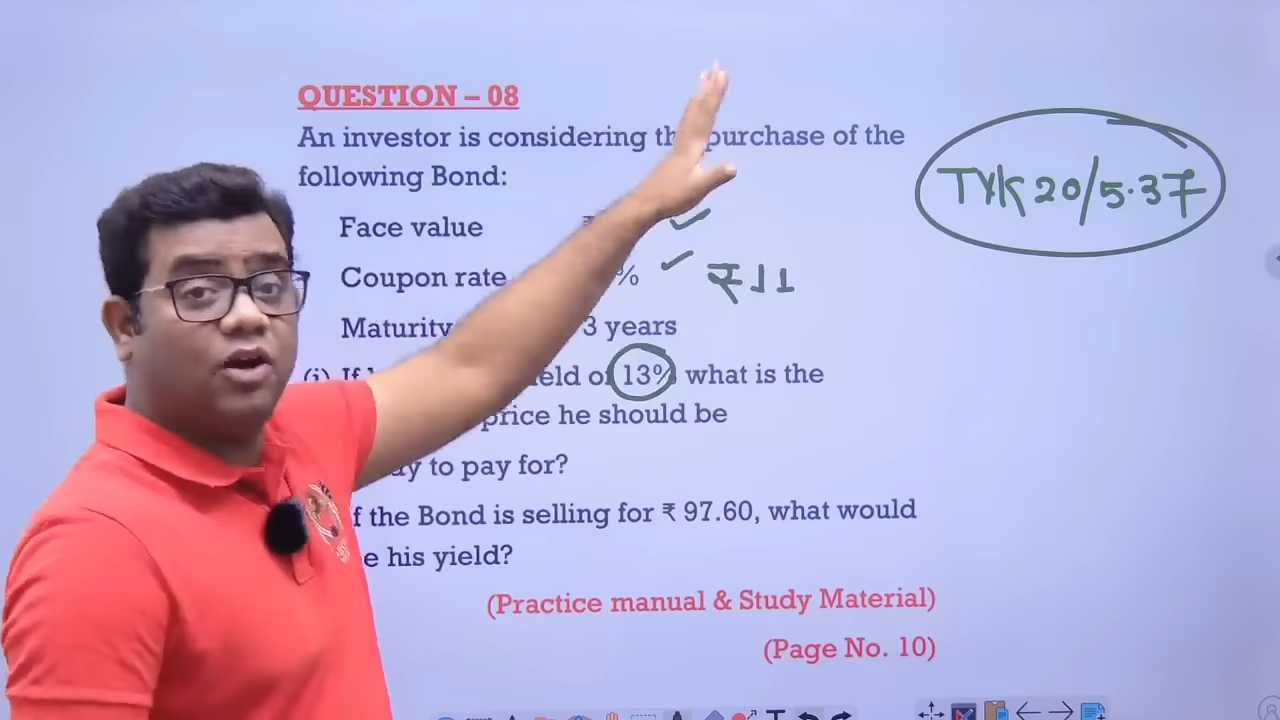 QUESTION – 08
An investor is considering purchase of the
following Bond:
Face value
Coupon rate % ₹11
Maturity 3 years
of 13% what is the
price he should be
to pay for?
the Bond is selling for ₹ 97.60, what would
his yield?
(Practice manual & Study Material)
(Page No. 10)
TYK 20/5.37